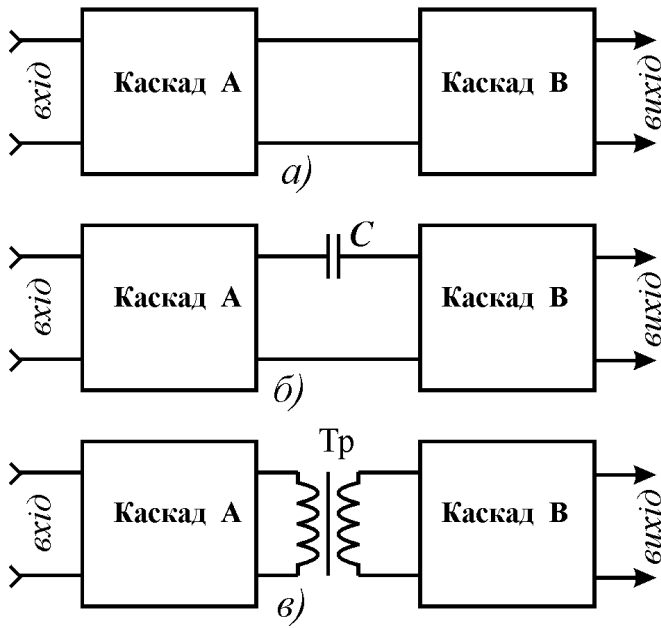 вхід
Каскад А
Каскад В
вихід
а)
C
вхід
Каскад А
Каскад В
вихід
б)
Тр
вхід
Каскад А
Каскад В
вихід
в)